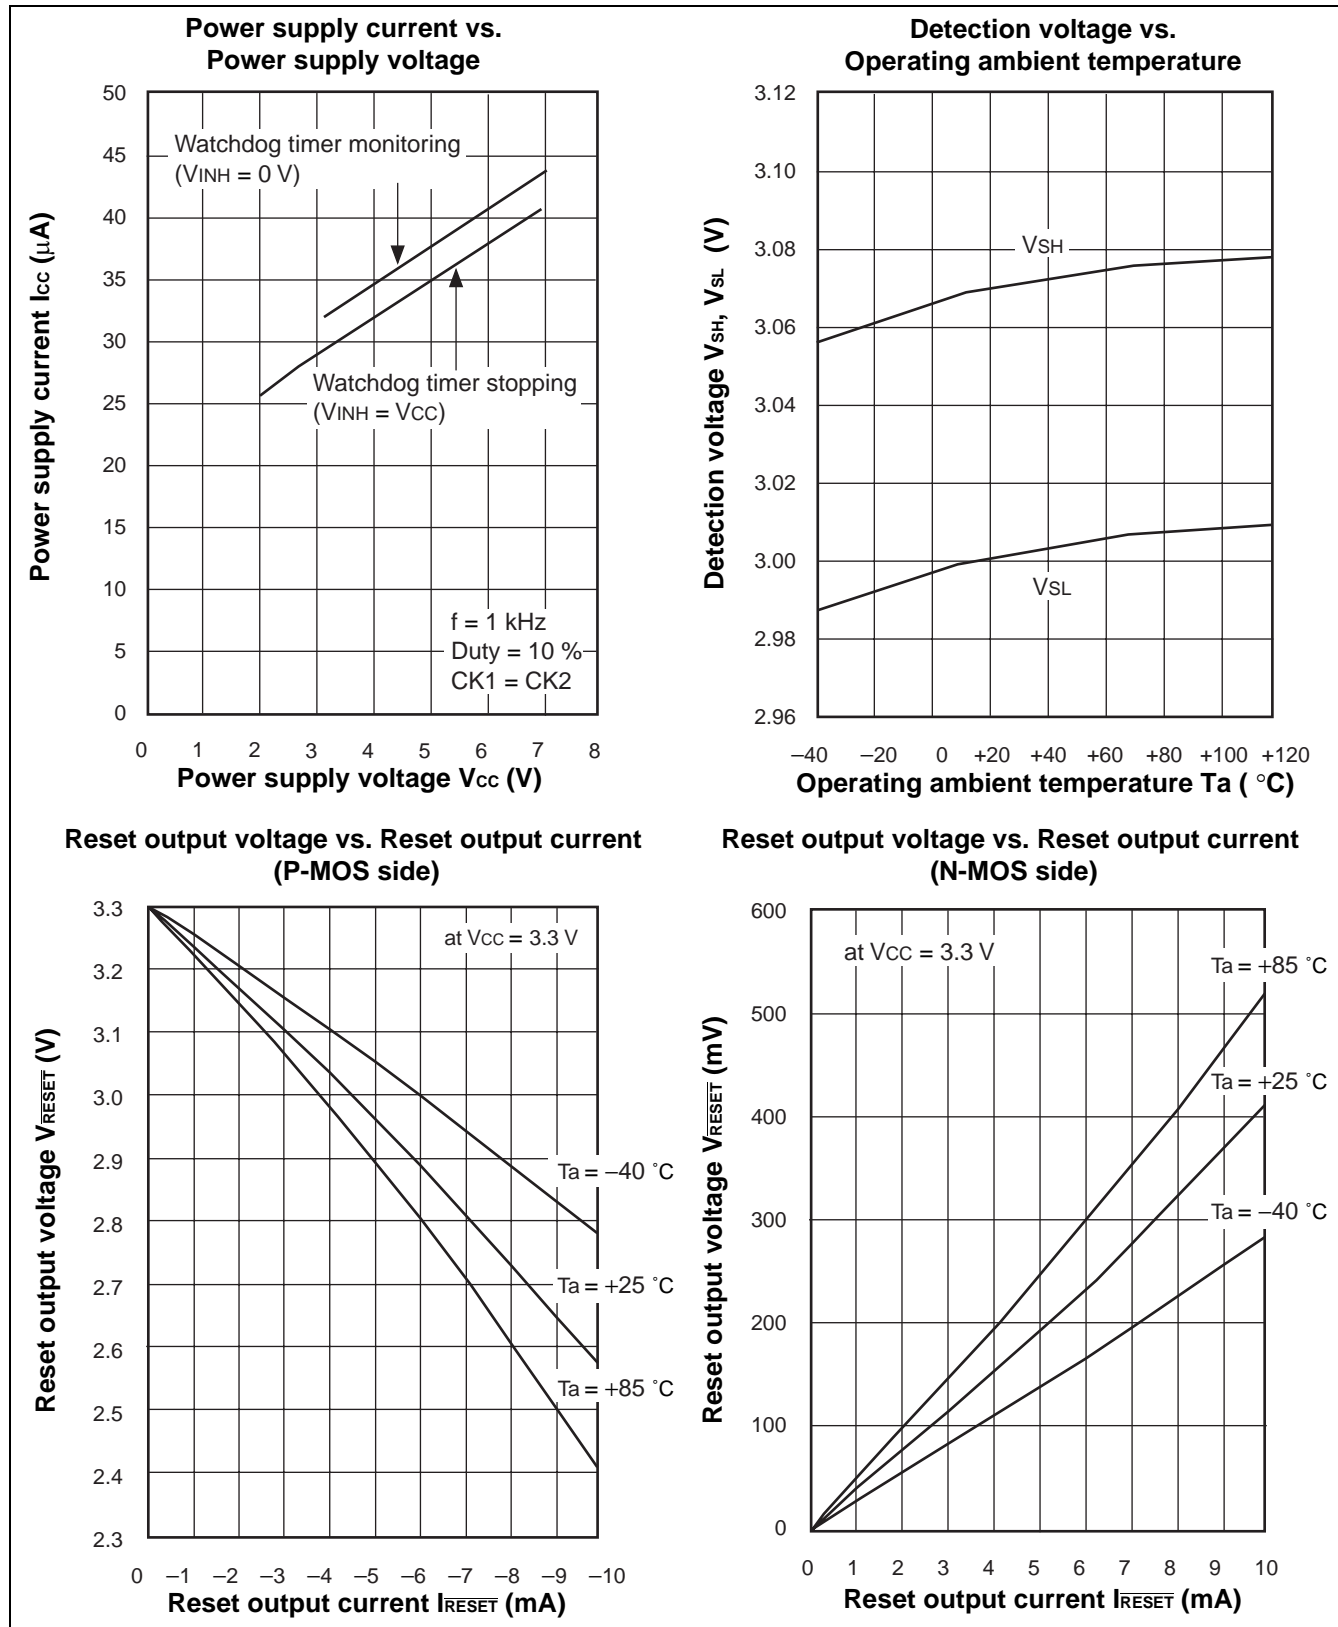 Power supply current vs.
Power supply voltage
50
45
40
35
30
25
20
15
10
5
0
Power supply current ICC (μA)
Watchdog timer monitoring
(VINH = 0 V)
Watchdog timer stopping
(VINH = VCC)
f = 1 kHz
Duty = 10 %
CK1 = CK2
0 1 2 3 4 5 6 7 8
Power supply voltage VCC (V)
Detection voltage vs.
Operating ambient temperature
3.12
3.10
3.08
3.06
3.04
3.02
3.00
2.98
2.96
Detection voltage VSH, VSL (V)
VSH
VSL
–40 –20 0 +20 +40 +60 +80 +100 +120
Operating ambient temperature Ta ( °C)
Reset output voltage vs. Reset output current
(P-MOS side)
3.3
3.2
3.1
3.0
2.9
2.8
2.7
2.6
2.5
2.4
2.3
Reset output voltage VRESET (V)
at VCC = 3.3 V
Ta = –40 °C
Ta = +25 °C
Ta = +85 °C
0 –1 –2 –3 –4 –5 –6 –7 –8 –9 –10
Reset output current IRESET (mA)
Reset output voltage vs. Reset output current
(N-MOS side)
600
500
400
300
200
100
0
Reset output voltage VRESET (mV)
at VCC = 3.3 V
Ta = +85 °C
Ta = +25 °C
Ta = –40 °C
0 1 2 3 4 5 6 7 8 9 10
Reset output current IRESET (mA)